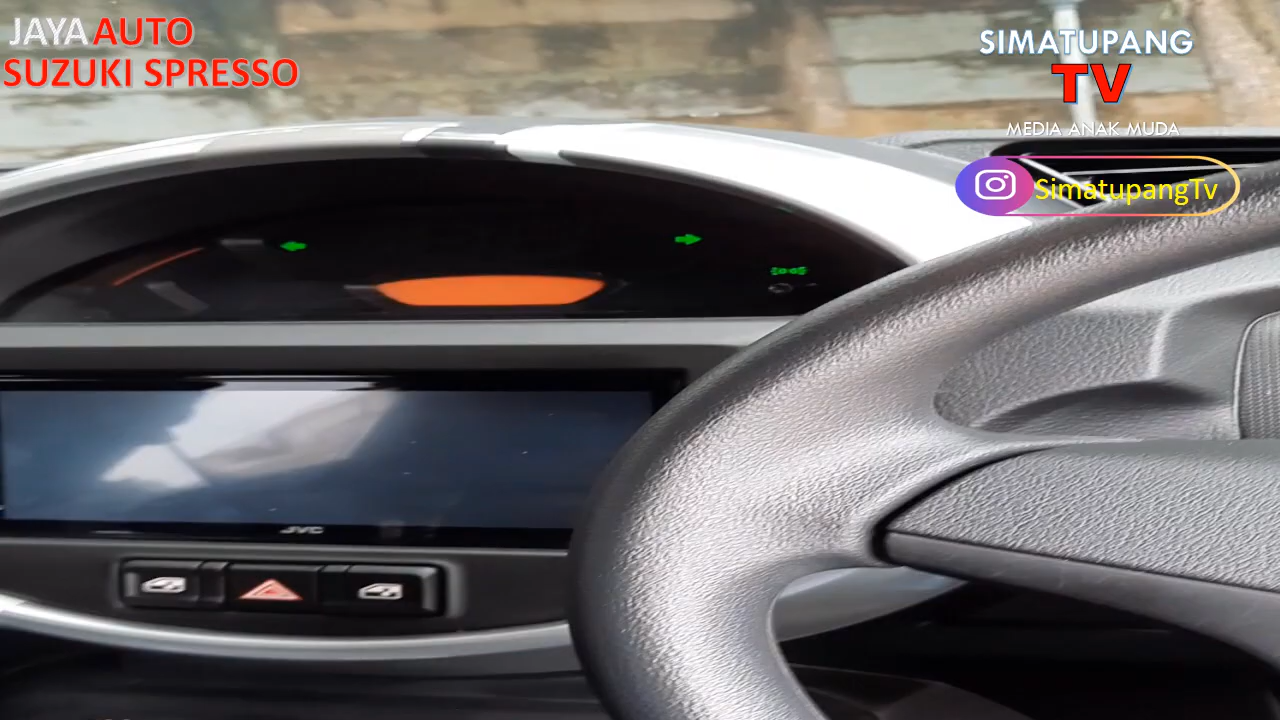 JAYA AUTO
SUZUKI SPRESSO
SIMATUPANG
TV
MEDIA ANAK MUDA
SimatupangTv
JVC